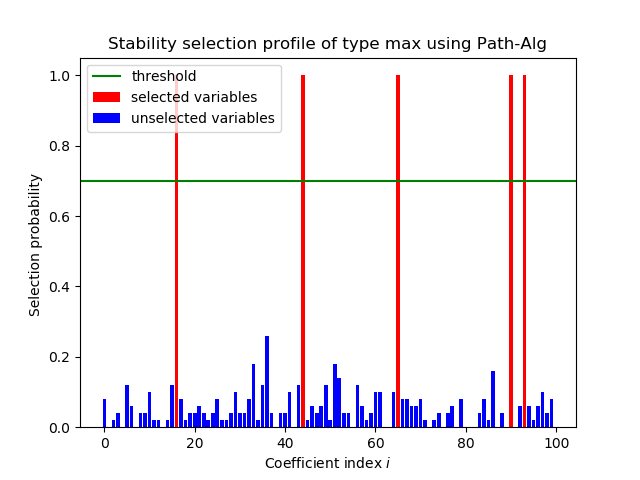 Stability selection profile of type max using Path-Alg
threshold
selected variables
unselected variables
Selection probability
1.0
0.8
0.6
0.4
0.2
0.0
0 20 40 60 80 100
Coefficient index i